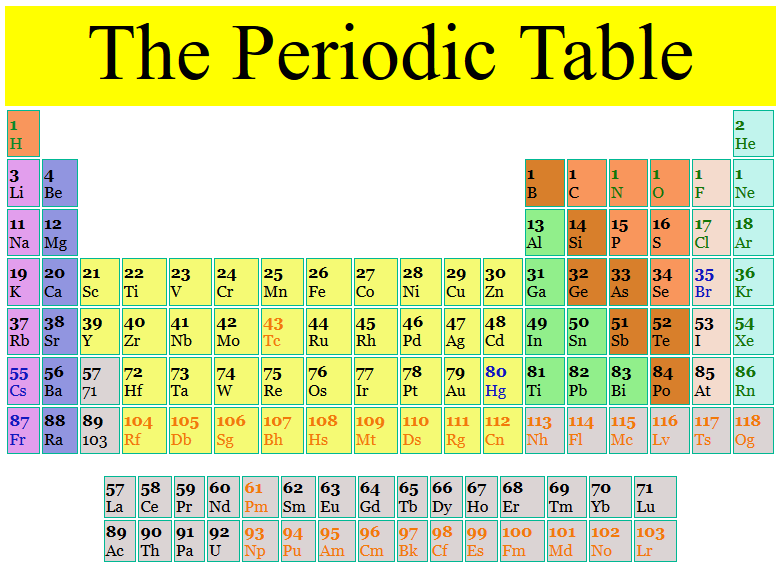 The Periodic Table
1 2
H He
3 4 1 1 1 1 1 1
Li Be B C N O F Ne
11 12 13 14 15 16 17 18
Na Mg Al Si P S Cl Ar
19 20 21 22 23 24 25 26 27 28 29 30 31 32 33 34 35 36
K Ca Sc Ti V Cr Mn Fe Co Ni Cu Zn Ga Ge As Se Br Kr
37 38 39 40 41 42 43 44 45 46 47 48 49 50 51 52 53 54
Rb Sr Y Zr Nb Mo Tc Ru Rh Pd Ag Cd In Sn Sb Te I Xe
55 56 57 72 73 74 75 76 77 78 79 80 81 82 83 84 85 86
Cs Ba 71 Hf Ta W Re Os Ir Pt Au Hg Ti Pb Bi Po At Rn
87 88 89 104 105 106 107 108 109 110 111 112 113 114 115 116 117 118
Fr Ra 103 Rf Db Sg Bh Hs Mt Ds Rg Cn Nh Fl Mc Lv Ts Og
57 58 59 60 61 62 63 64 65 66 67 68 69 70 71
La Ce Pr Nd Pm Sm Eu Gd Tb Dy Ho Er Tm Yb Lu
89 90 91 92 93 94 95 96 97 98 99 100 101 102 103
Ac Th Pa U Np Pu Am Cm Bk Cf Es Fm Md No Lr